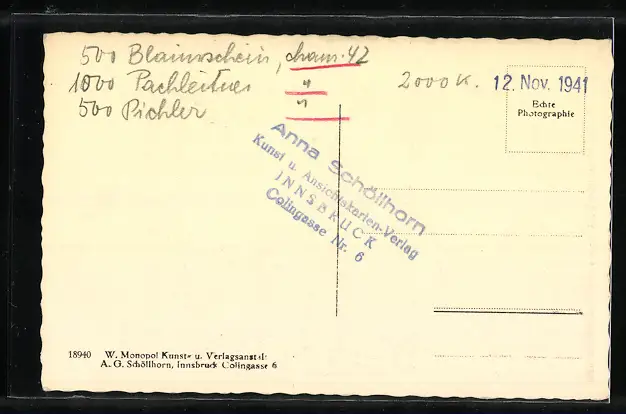 500 Blaimschein, cham. 42
1000 Pachleitner "
500 Pichler "
2000 K.
12. Nov. 1941
Echte
Photographie
Anna Schöllhorn
Kunst u. Ansichtskarten-Verlag
INNSBRUCK
Colingasse Nr. 6
18940 W. Monopol Kunst- u. Verlagsanstalt
A. G. Schöllhorn, Innsbruck Colingasse 6